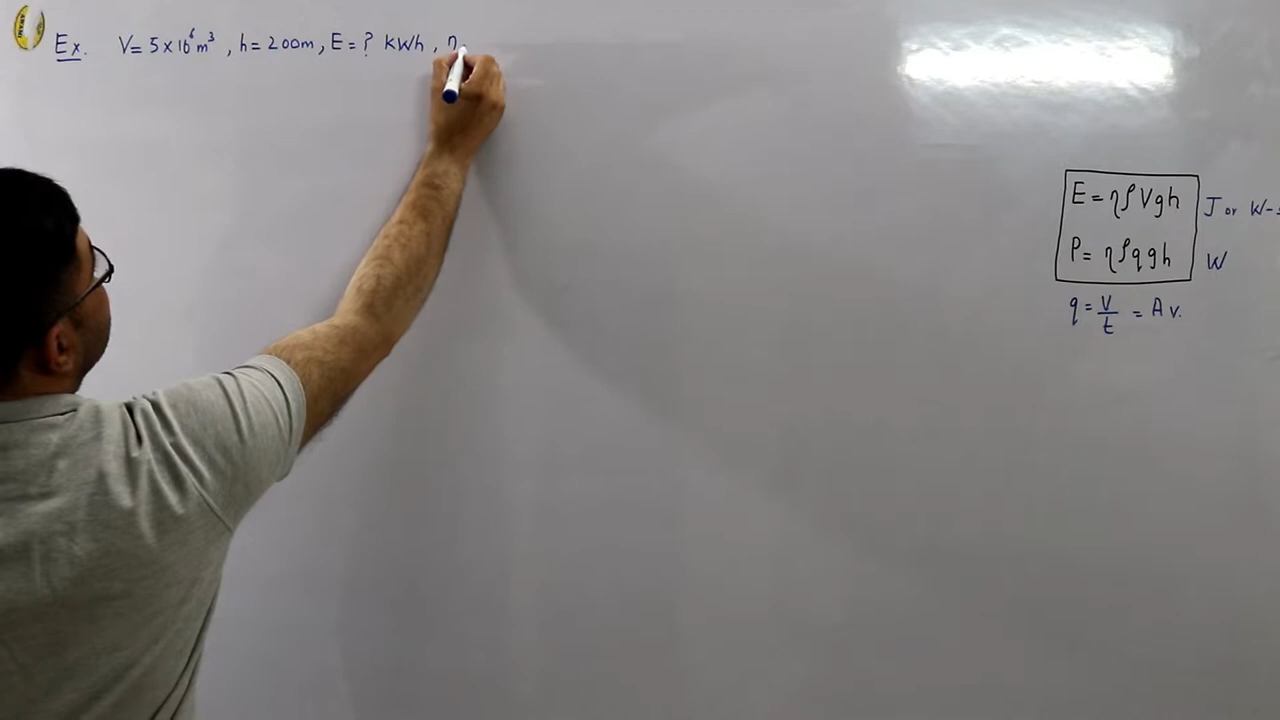 Ex. V= 5×10⁶m³ , h= 200m , E= ? kWh , η
E= ηρVgh J or W-
P= ηρqgh W
q= V/t = A v.